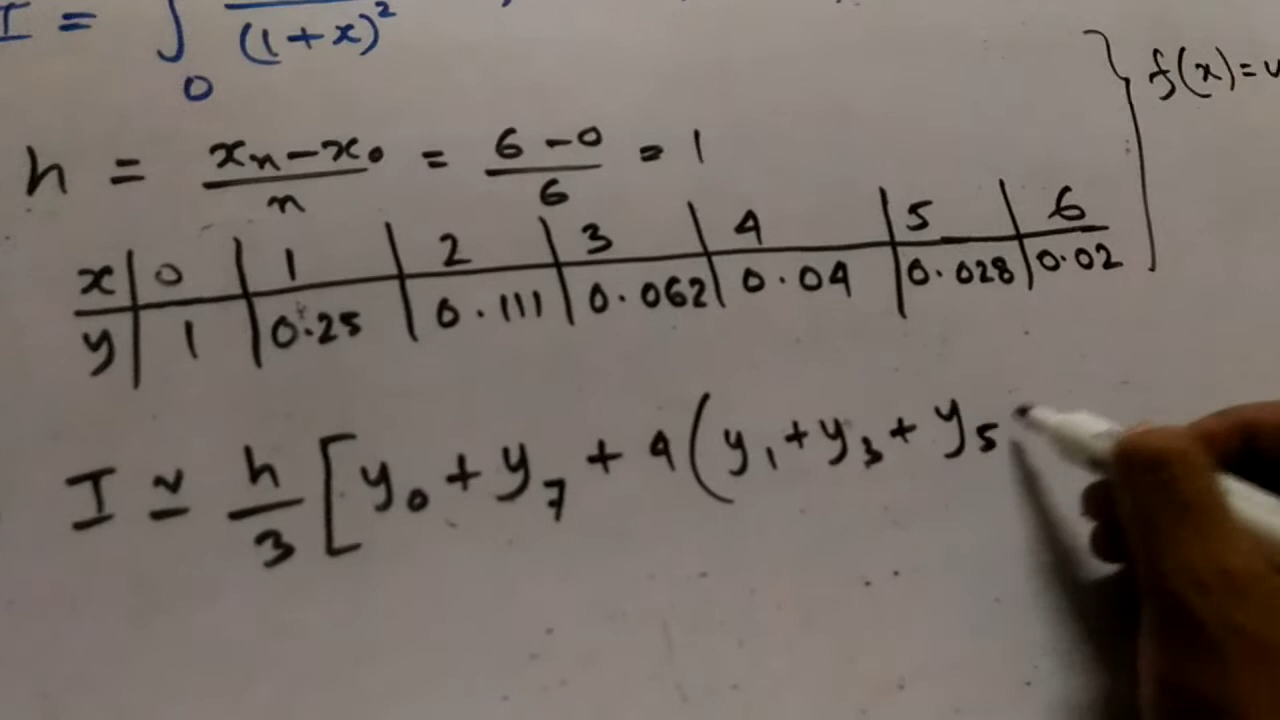 I = ∫₀ / (1+x)²
f(x) =
h = (xₙ – x₀) / n = (6 – 0) / 6 = 1
x | 0 | 1 | 2 | 3 | 4 | 5 | 6
y | 1 | 0.25 | 0.111 | 0.062 | 0.04 | 0.028 | 0.02
I ≃ h/3 [ y₀ + y₇ + 4 ( y₁ + y₃ + y₅